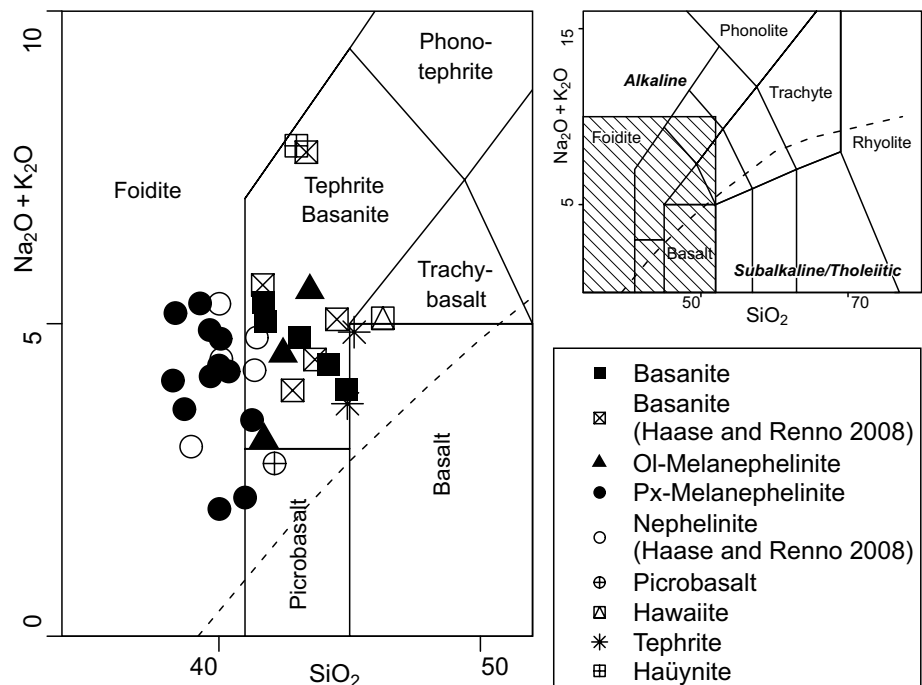 10
5
0
Na₂O + K₂O
Foidite
Phono-
tephrite
Tephrite
Basanite
Trachy-
basalt
Picrobasalt
Basalt
40
50
SiO₂
15
5
Na₂O + K₂O
Phonolite
Alkaline
Trachyte
Foidite
Rhyolite
Basalt
Subalkaline/Tholeiitic
50
70
SiO₂
Basanite
Basanite
(Haase and Renno 2008)
Ol-Melanephelinite
Px-Melanephelinite
Nephelinite
(Haase and Renno 2008)
Picrobasalt
Hawaiite
Tephrite
Haüynite